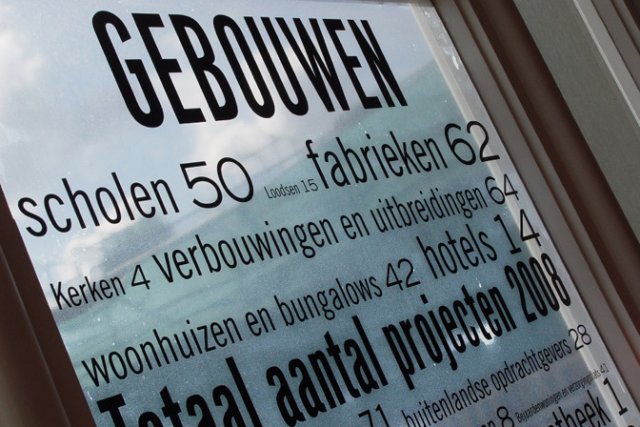 GEBOUWEN
scholen 50 Loodsen 15 fabrieken 62
Kerken 4 verbouwingen en uitbreidingen 64
woonhuizen en bungalows 42 hotels 14
Totaal aantal projecten 2008
71 buitenlandse opdrachtgevers 28
8
1